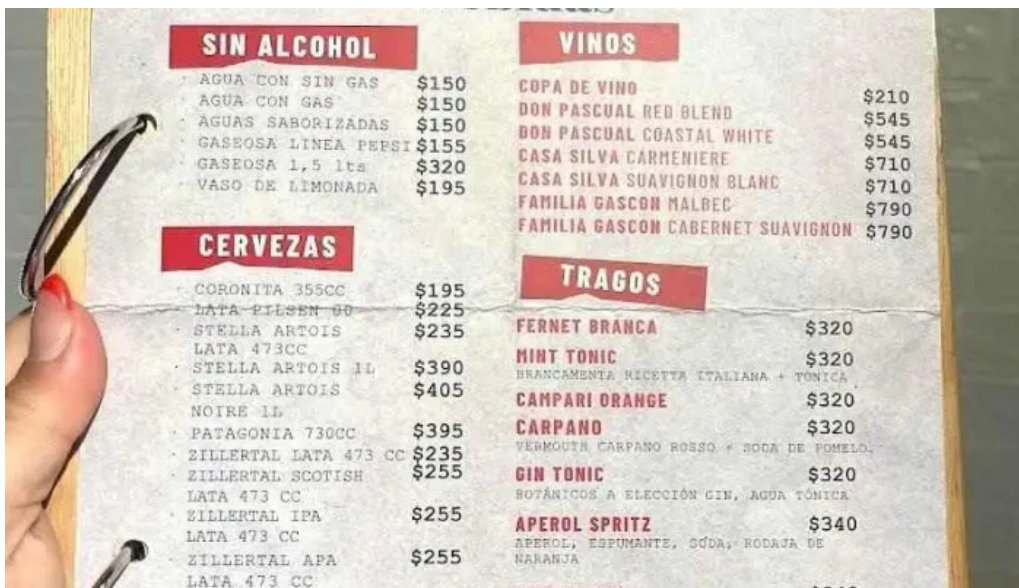 SIN ALCOHOL
AGUA CON SIN GAS $150
AGUA CON GAS $150
AGUAS SABORIZADAS $150
GASEOSA LINEA PEPSI $155
GASEOSA 1,5 lts $320
VASO DE LIMONADA $195
CERVEZAS
CORONITA 355CC $195
LATA PILSEN 00 $225
STELLA ARTOIS $235
LATA 473CC
STELLA ARTOIS 1L $390
STELLA ARTOIS $405
NOIRE 1L
PATAGONIA 730CC $395
ZILLERTAL LATA 473 CC $235
ZILLERTAL SCOTISH $255
LATA 473 CC
ZILLERTAL IPA $255
LATA 473 CC
ZILLERTAL APA $255
LATA 473 CC
VINOS
COPA DE VINO $210
DON PASCUAL RED BLEND $545
DON PASCUAL COASTAL WHITE $545
CASA SILVA CARMENIERE $710
CASA SILVA SUAVIGNON BLANC $710
FAMILIA GASCON MALBEC $790
FAMILIA GASCON CABERNET SUAVIGNON $790
TRAGOS
FERNET BRANCA $320
MINT TONIC $320
BRANCAMENTA RICETTA ITALIANA + TONICA
CAMPARI ORANGE $320
CARPANO $320
VERMOUTH CARPANO ROSSO + SODA DE POMELO.
GIN TONIC $320
BOTÁNICOS A ELECCIÓN GIN, AGUA TÓNICA
APEROL SPRITZ $340
APEROL, ESPUMANTE, SODA, RODAJA DE
NARANJA